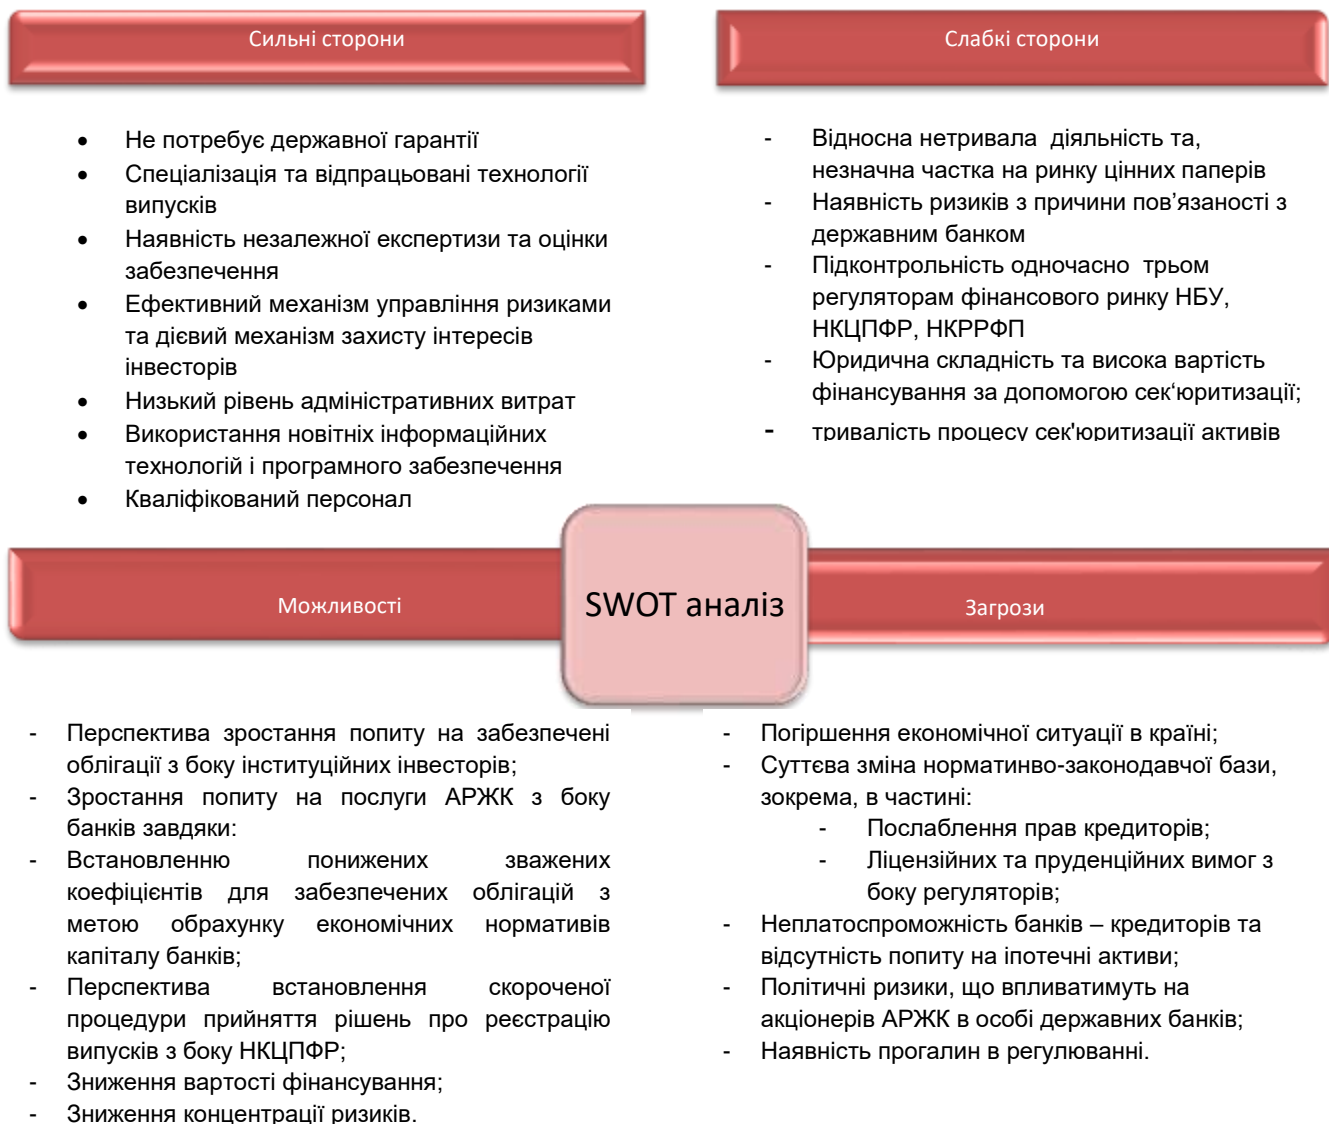 Сильні сторони
• Не потребує державної гарантії
• Спеціалізація та відпрацьовані технології
випусків
• Наявність незалежної експертизи та оцінки
забезпечення
• Ефективний механізм управління ризиками
та дієвий механізм захисту інтересів
інвесторів
• Низький рівень адміністративних витрат
• Використання новітніх інформаційних
технологій і програмного забезпечення
• Кваліфікований персонал
Слабкі сторони
- Відносна нетривала діяльність та,
незначна частка на ринку цінних паперів
- Наявність ризиків з причини пов’язаності з
державним банком
- Підконтрольність одночасно трьом
регуляторам фінансового ринку НБУ,
НКЦПФР, НКРРФП
- Юридична складність та висока вартість
фінансування за допомогою сек‘юритизації;
- тривалість процесу сек'юритизації активів
SWOT аналіз
Можливості
- Перспектива зростання попиту на забезпечені
облігації з боку інституційних інвесторів;
- Зростання попиту на послуги АРЖК з боку
банків завдяки:
- Встановленню понижених зважених
коефіцієнтів для забезпечених облігацій з
метою обрахунку економічних нормативів
капіталу банків;
- Перспектива встановлення скороченої
процедури прийняття рішень про реєстрацію
випусків з боку НКЦПФР;
- Зниження вартості фінансування;
- Зниження концентрації ризиків.
Загрози
- Погіршення економічної ситуації в країні;
- Суттєва зміна норматинво-законодавчої бази,
зокрема, в частині:
- Послаблення прав кредиторів;
- Ліцензійних та пруденційних вимог з
боку регуляторів;
- Неплатоспроможність банків – кредиторів та
відсутність попиту на іпотечні активи;
- Політичні ризики, що впливатимуть на
акціонерів АРЖК в особі державних банків;
- Наявність прогалин в регулюванні.